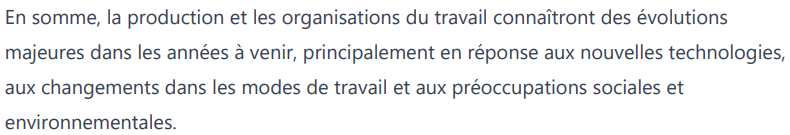 En somme, la production et les organisations du travail connaîtront des évolutions
majeures dans les années à venir, principalement en réponse aux nouvelles technologies,
aux changements dans les modes de travail et aux préoccupations sociales et
environnementales.